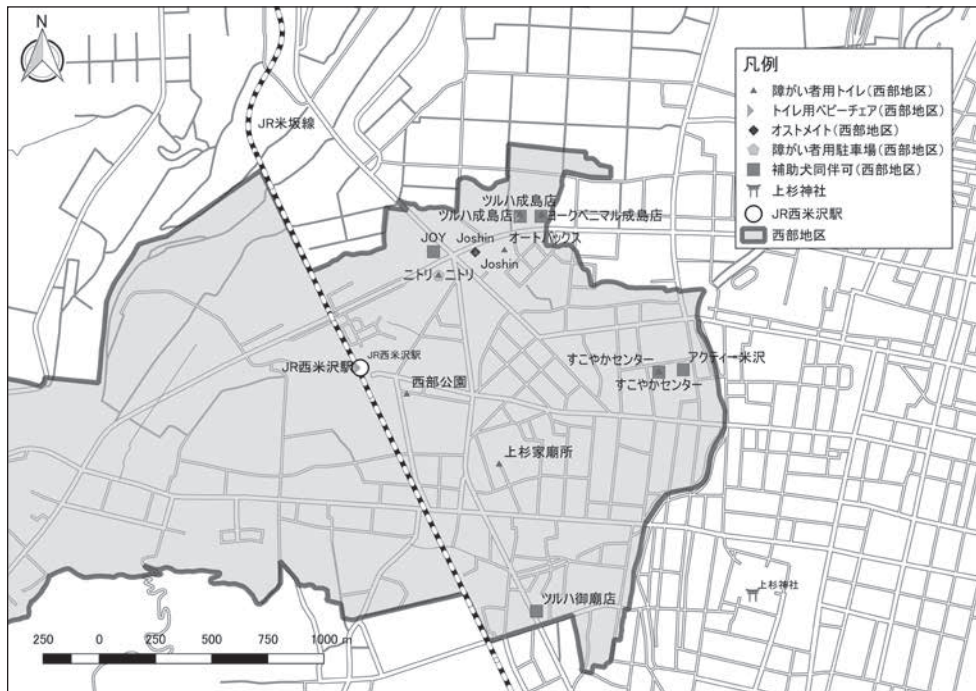 N
凡例
障がい者用トイレ(西部地区)
トイレ用ベビーチェア(西部地区)
オストメイト(西部地区)
障がい者用駐車場(西部地区)
補助犬同伴可(西部地区)
上杉神社
JR西米沢駅
西部地区
JR米坂線
ツルハ成島店
ツルハ成島店
ヨークベニマル成島店
JOY
Joshin
オートバックス
Joshin
ニトリ
ニトリ
JR西米沢駅
JR西米沢駅
西部公園
すこやかセンター
アクティー米沢
すこやかセンター
上杉家廟所
ツルハ御廟店
上杉神社
250 0 250 500 750 1000 m